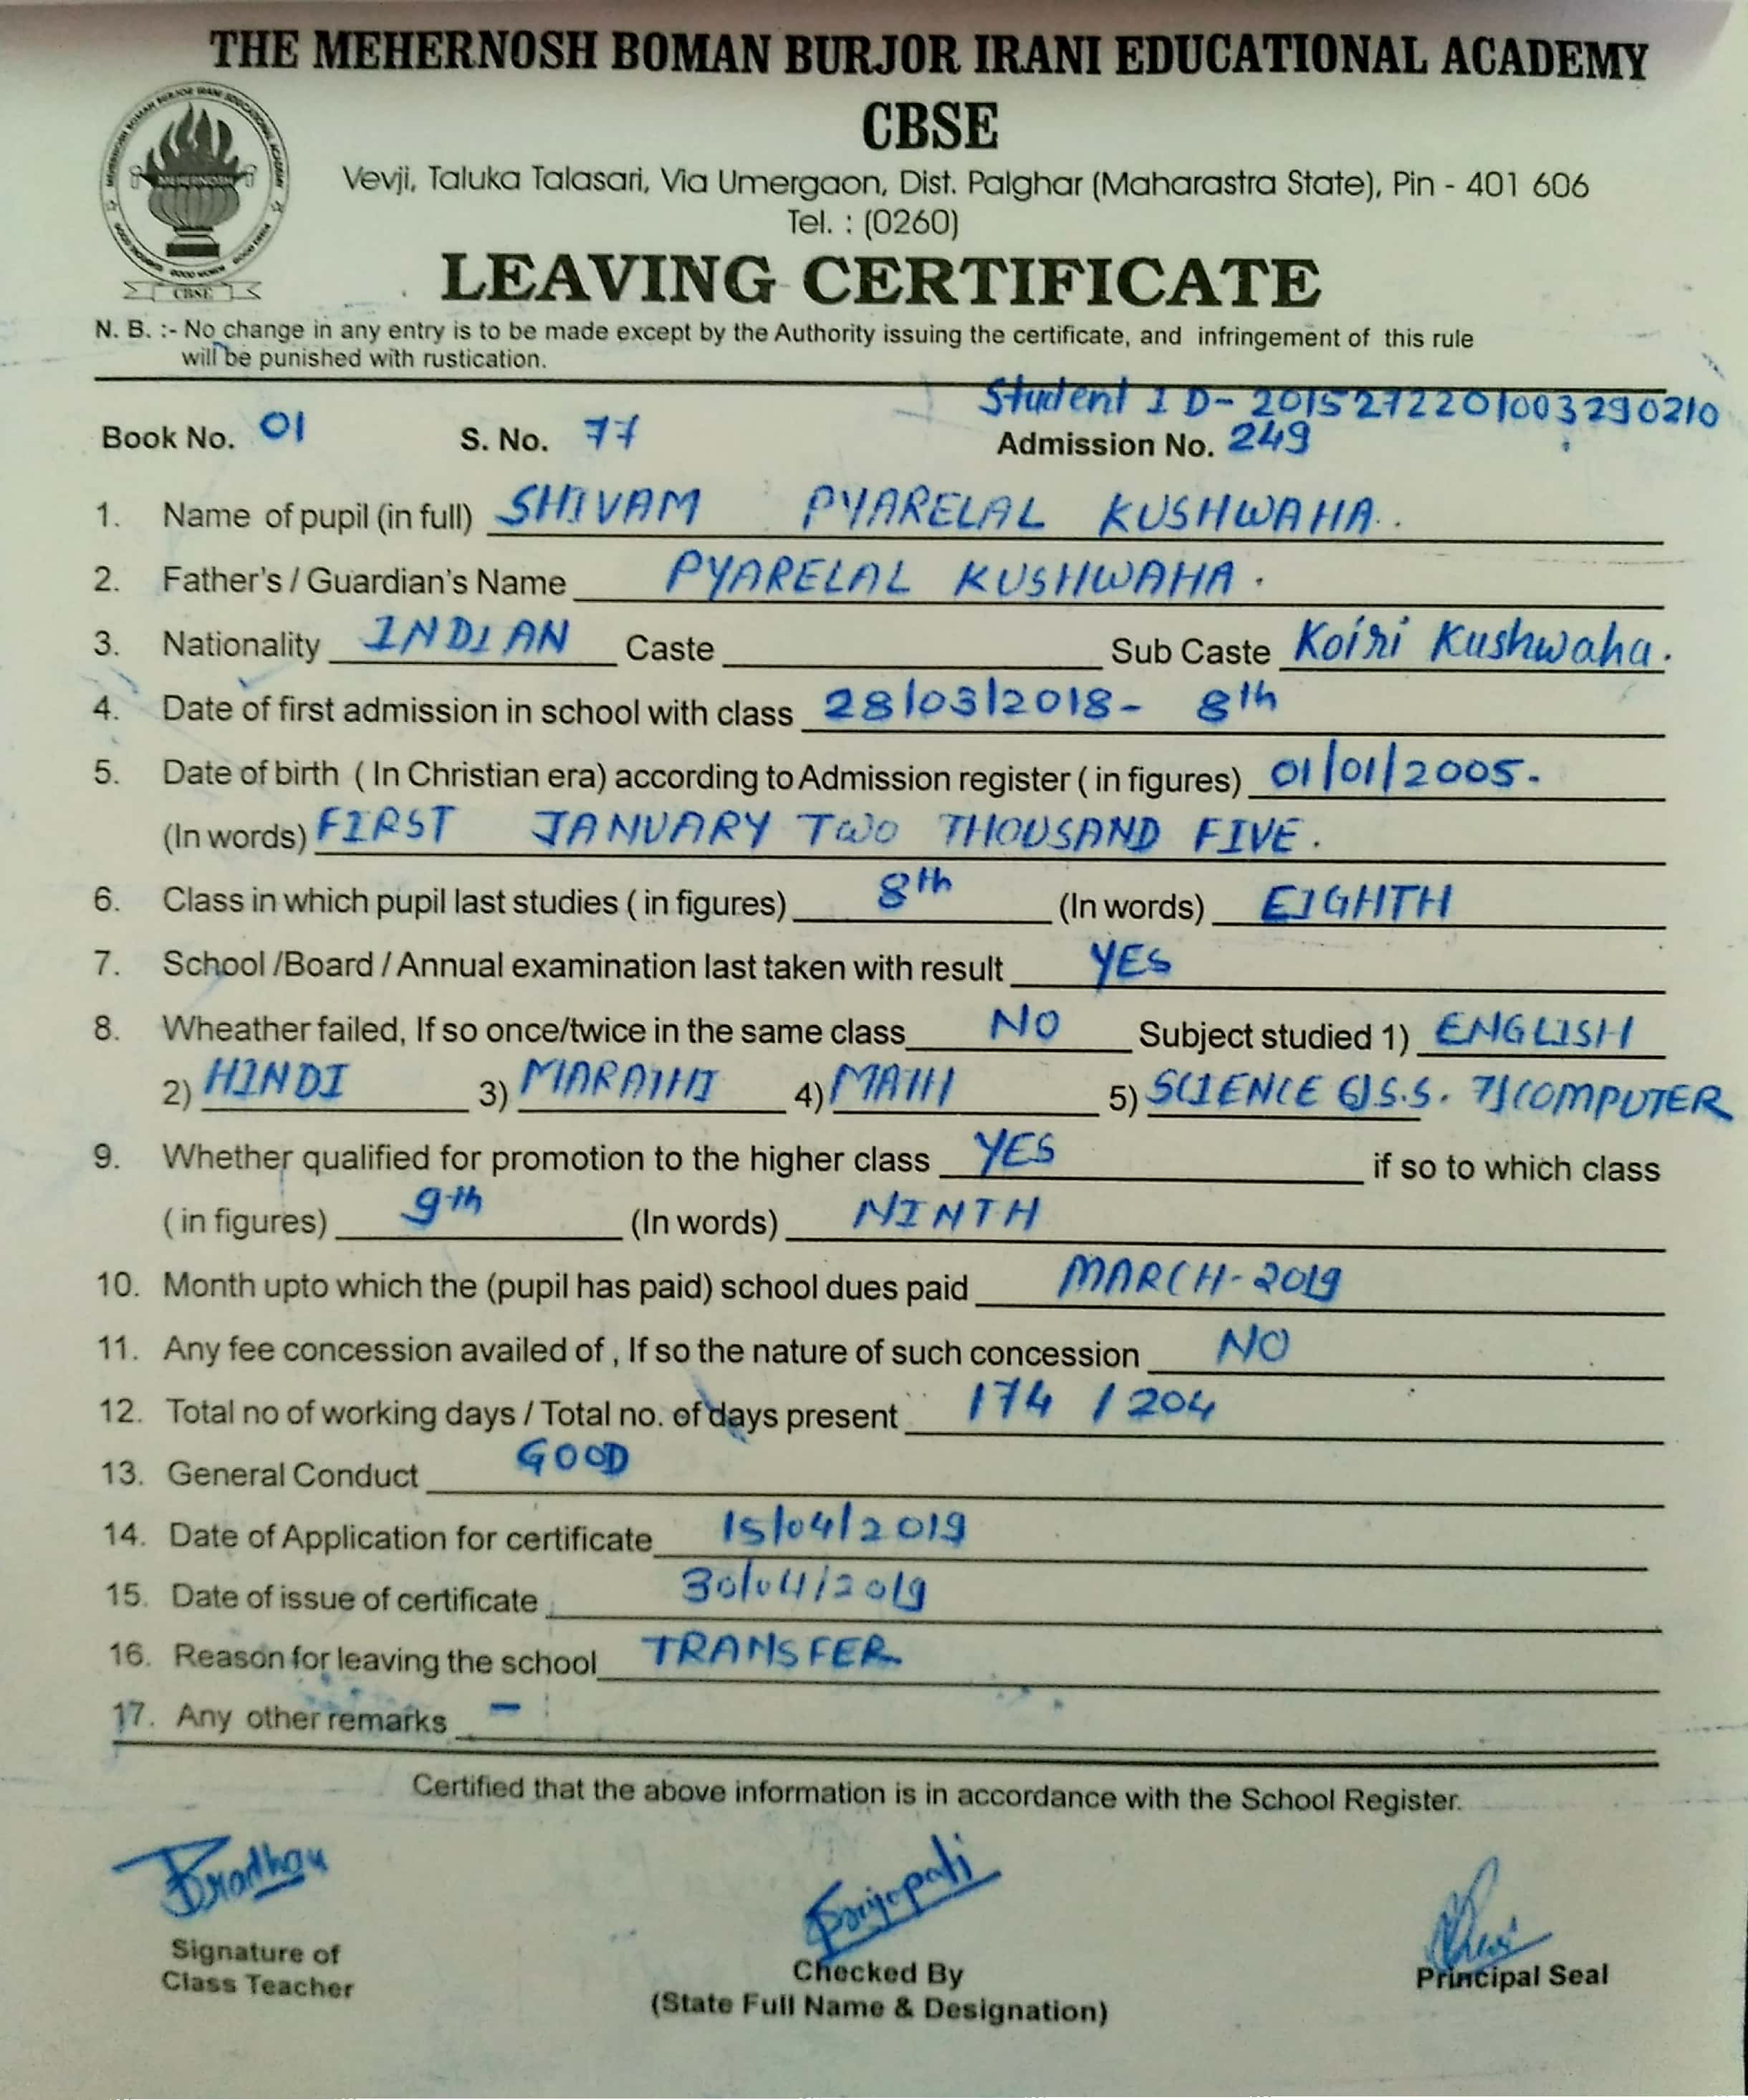 THE MEHERNOSH BOMAN BURJOR IRANI EDUCATIONAL ACADEMY
CBSE
MEHERNOSH
CBSE
Vevji, Taluka Talasari, Via Umergaon, Dist. Palghar (Maharastra State), Pin - 401 606
Tel. : (0260)
LEAVING CERTIFICATE
N. B. :- No change in any entry is to be made except by the Authority issuing the certificate, and infringement of this rule
will be punished with rustication.
Student ID- 2015272201003290210
Book No. 01 S. No. 77 Admission No. 249
1. Name of pupil (in full) SHIVAM PYARELAL KUSHWAHA.
2. Father's / Guardian's Name PYARELAL KUSHWAHA.
3. Nationality INDIAN Caste Sub Caste Koiri Kushwaha.
4. Date of first admission in school with class 28/03/2018- 8th
5. Date of birth ( In Christian era) according to Admission register ( in figures) 01/01/2005-
(In words) FIRST JANUARY TWO THOUSAND FIVE.
6. Class in which pupil last studies ( in figures) 8th (In words) EIGHTH
7. School /Board / Annual examination last taken with result YES
8. Wheather failed, If so once/twice in the same class NO Subject studied 1) ENGLISH
2) HINDI 3) MARATHI 4) MATH 5) SCIENCE 6) S.S. 7) COMPUTER
9. Whether qualified for promotion to the higher class YES if so to which class
( in figures) 9th (In words) NINTH
10. Month upto which the (pupil has paid) school dues paid MARCH-2019
11. Any fee concession availed of , If so the nature of such concession NO
12. Total no of working days / Total no. of days present 174 / 204
13. General Conduct GOOD
14. Date of Application for certificate 15/04/2019
15. Date of issue of certificate 30/04/2019
16. Reason for leaving the school TRANSFER
17. Any other remarks -
Certified that the above information is in accordance with the School Register.
Signature of
Class Teacher
Checked By
(State Full Name & Designation)
Principal Seal